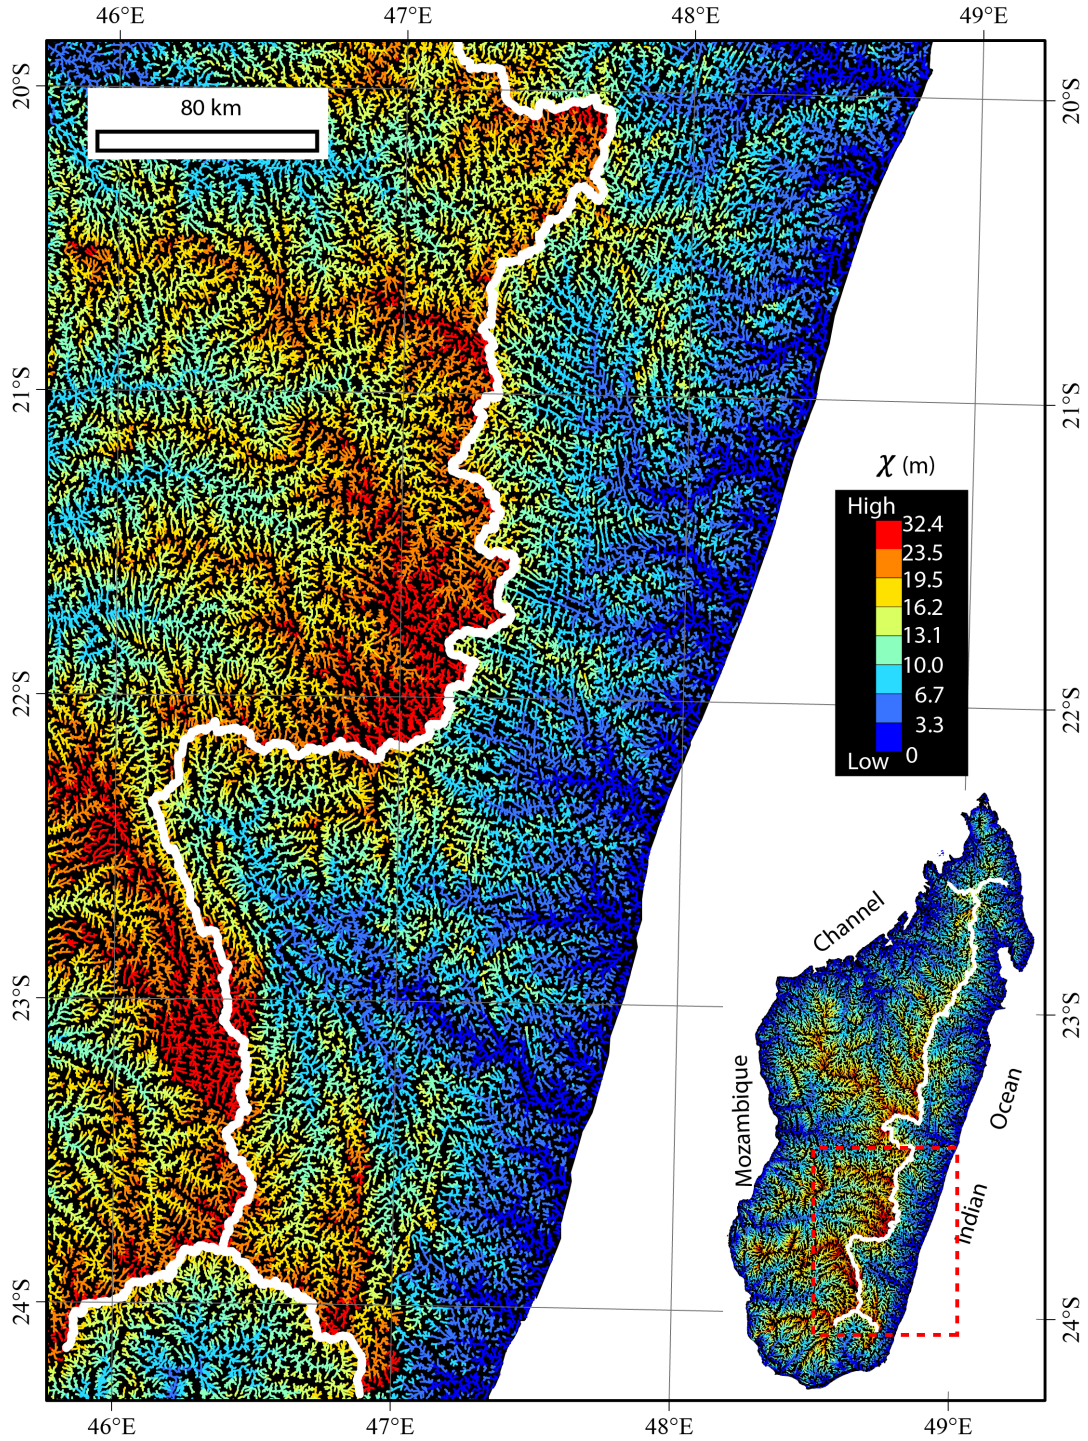 46°E 47°E 48°E 49°E
20°S 20°S
80 km
21°S 21°S
χ (m)
High
32.4
23.5
19.5
16.2
13.1
10.0
6.7
3.3
0
Low
22°S 22°S
Channel
23°S 23°S
Mozambique
Ocean
Indian
24°S 24°S
46°E 47°E 48°E 49°E